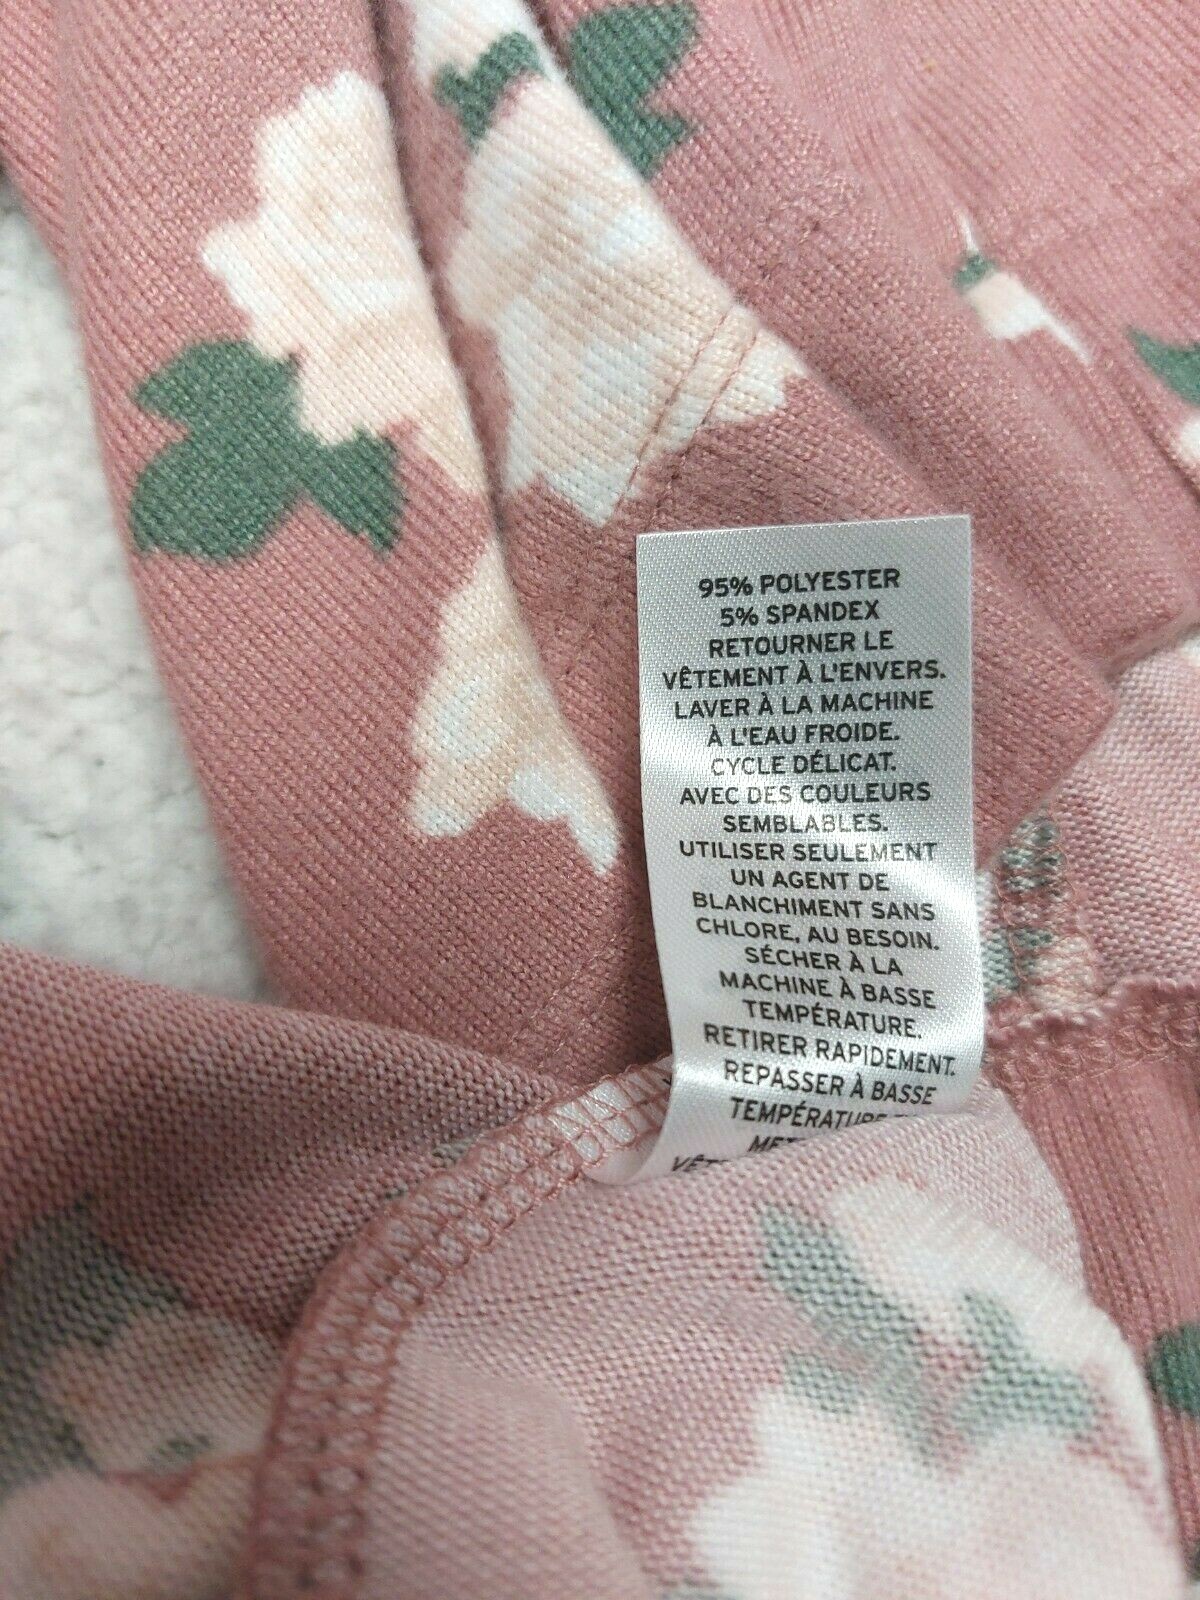 95% POLYESTER
5% SPANDEX
RETOURNER LE
VÊTEMENT À L'ENVERS.
LAVER À LA MACHINE
À L'EAU FROIDE.
CYCLE DÉLICAT.
AVEC DES COULEURS
SEMBLABLES.
UTILISER SEULEMENT
UN AGENT DE
BLANCHIMENT SANS
CHLORE, AU BESOIN.
SÉCHER À LA
MACHINE À BASSE
TEMPÉRATURE.
RETIRER RAPIDEMENT.
REPASSER À BASSE
TEMPÉRATURE